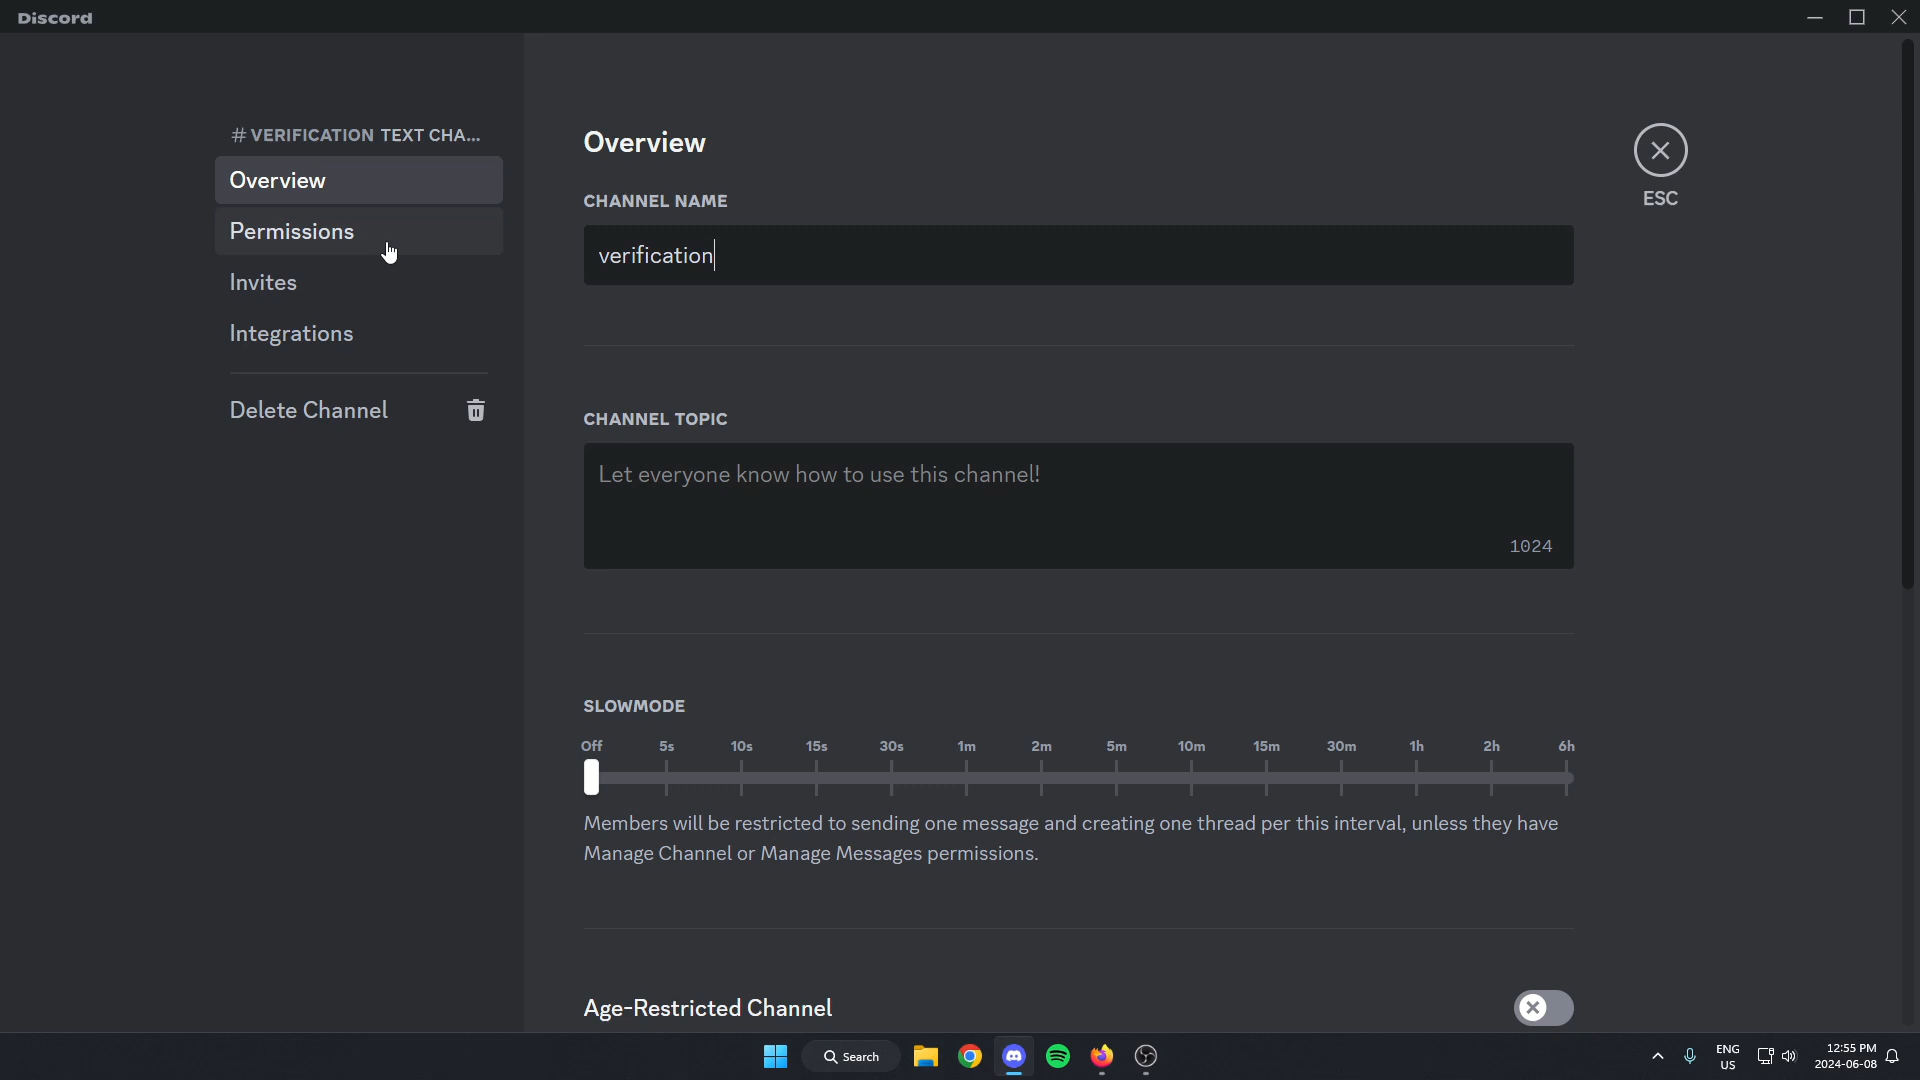 Discord
# VERIFICATION TEXT CHA...
Overview
Permissions
Invites
Integrations
Delete Channel
Overview
ESC
CHANNEL NAME
verification
CHANNEL TOPIC
Let everyone know how to use this channel!
1024
SLOWMODE
Off 5s 10s 15s 30s 1m 2m 5m 10m 15m 30m 1h 2h 6h
Members will be restricted to sending one message and creating one thread per this interval, unless they have
Manage Channel or Manage Messages permissions.
Age-Restricted Channel
Search
ENG
US
12:55 PM
2024-06-08